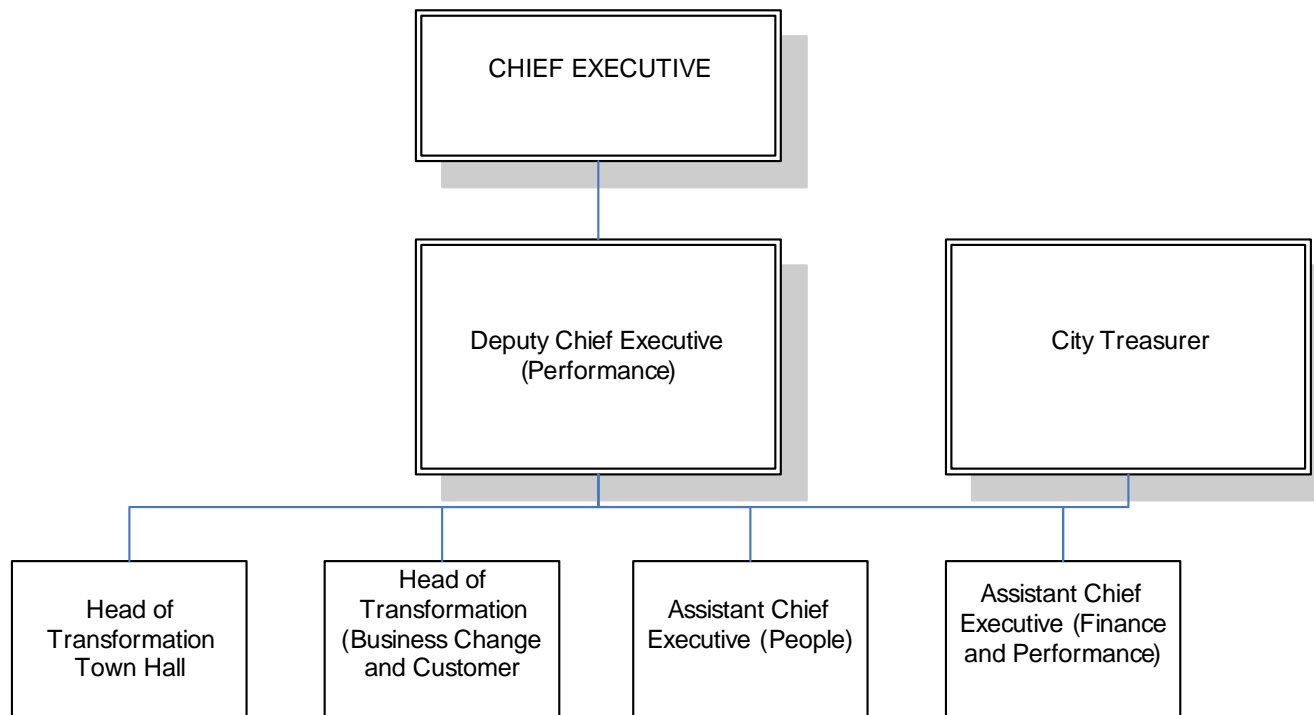 CHIEF EXECUTIVE
Deputy Chief Executive
(Performance)
City Treasurer
Head of
Transformation
Town Hall
Head of
Transformation
(Business Change
and Customer
Assistant Chief
Executive (People)
Assistant Chief
Executive (Finance
and Performance)